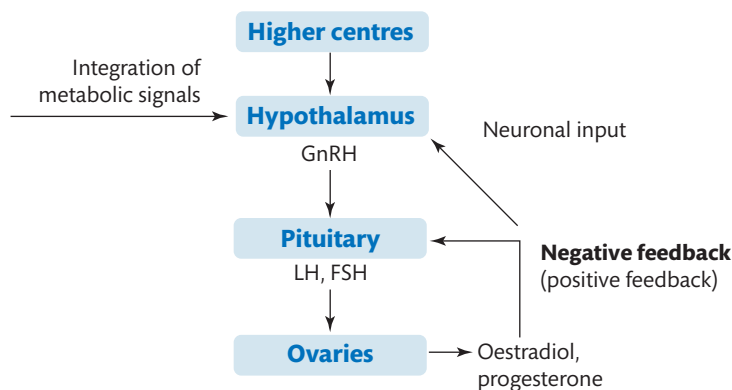 Higher centres
Integration of
metabolic signals
Hypothalamus
Neuronal input
GnRH
Pituitary
Negative feedback
(positive feedback)
LH, FSH
Ovaries
Oestradiol,
progesterone